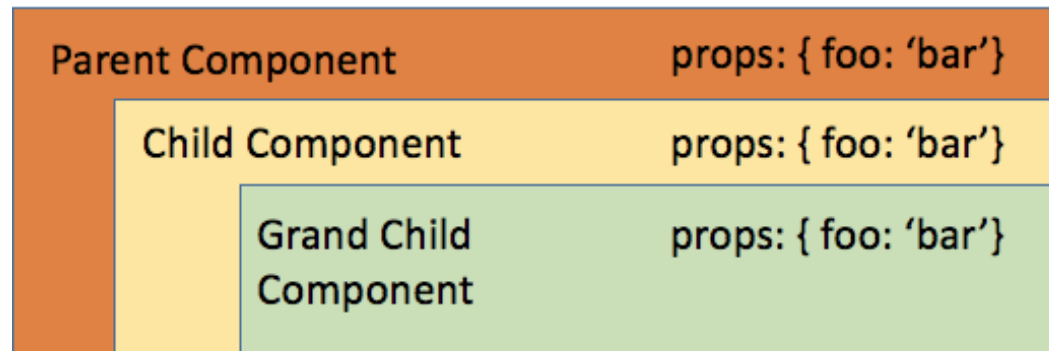 Parent Component props: { foo: ‘bar’}
Child Component props: { foo: ‘bar’}
Grand Child props: { foo: ‘bar’}
Component